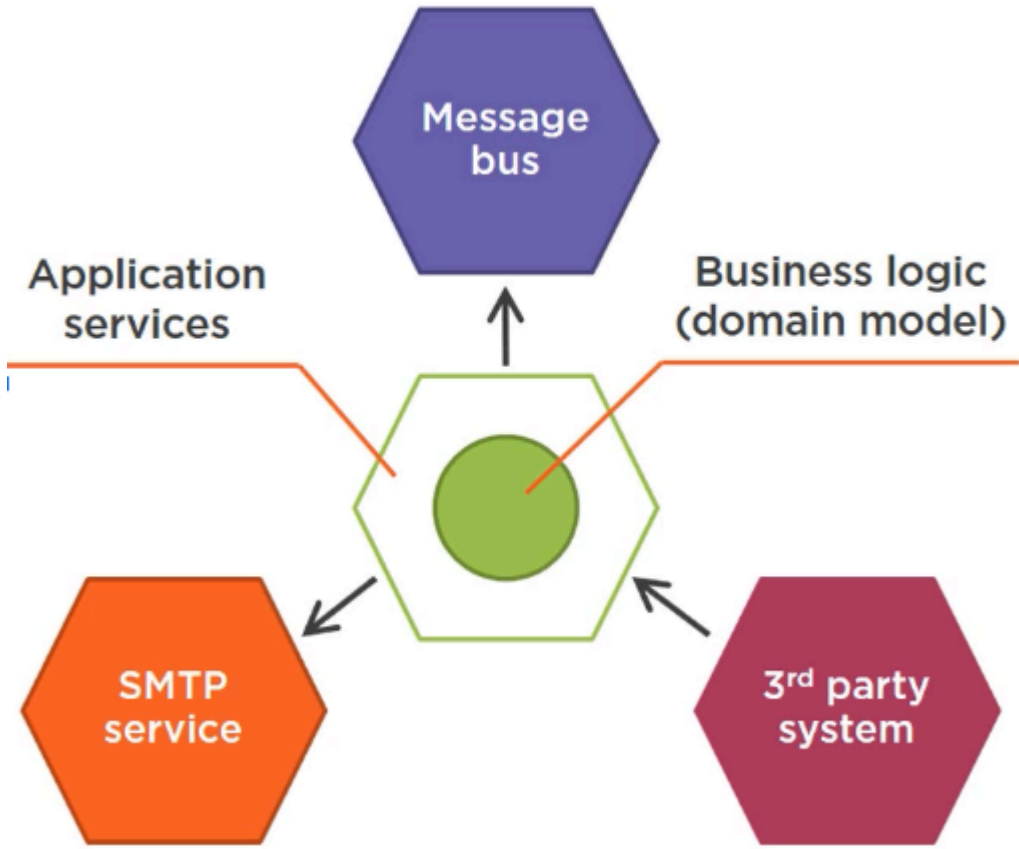 Message
bus
Application
services
Business logic
(domain model)
SMTP
service
3rd party
system